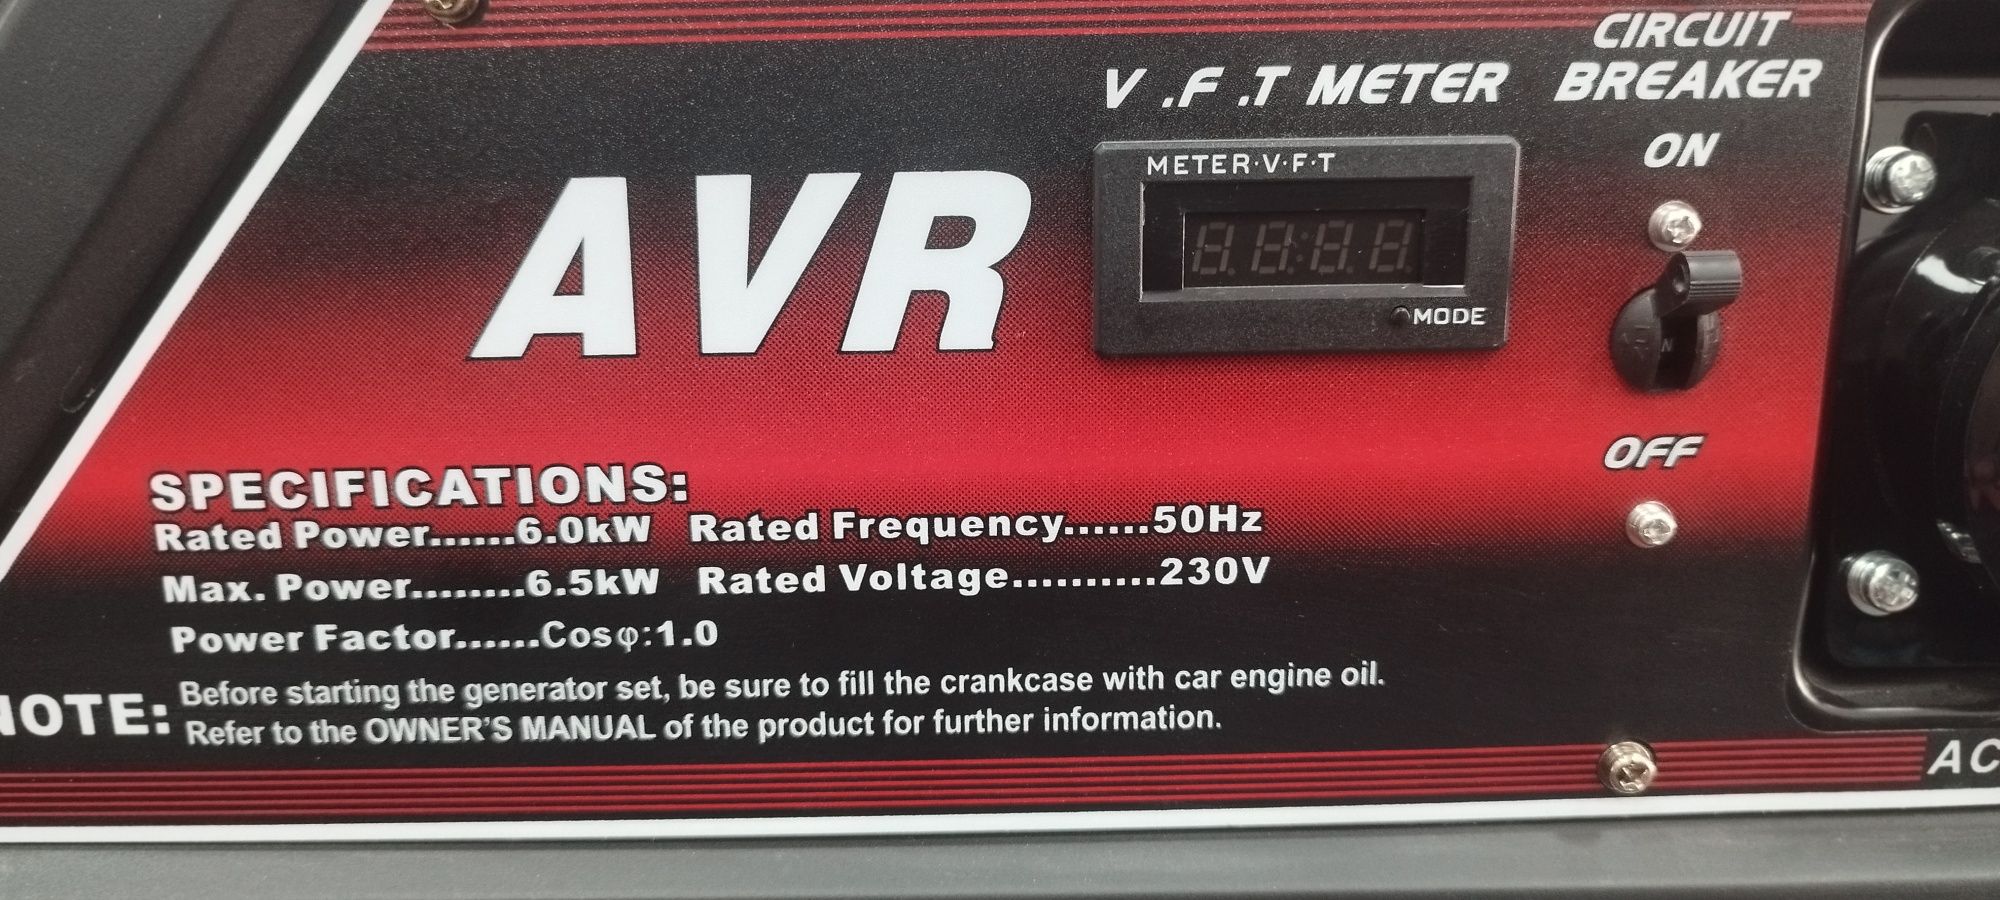 CIRCUIT
V .F .T METER BREAKER
ON
METER·V·F·T
AVR
MODE
OFF
SPECIFICATIONS:
Rated Power......6.0kW Rated Frequency......50Hz
Max. Power........6.5kW Rated Voltage..........230V
Power Factor......Cosφ:1.0
NOTE: Before starting the generator set, be sure to fill the crankcase with car engine oil.
Refer to the OWNER'S MANUAL of the product for further information.
AC